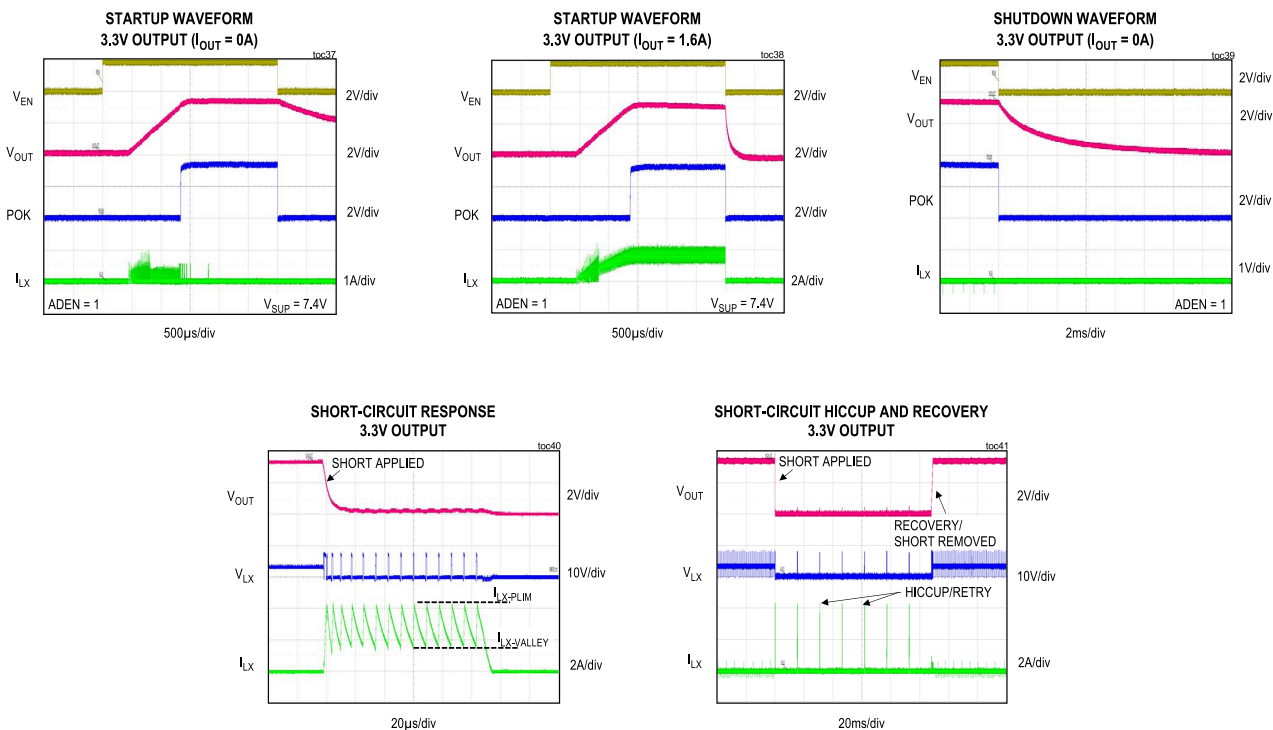 STARTUP WAVEFORM
3.3V OUTPUT (IOUT = 0A)
toc37
VEN
2V/div
VOUT
2V/div
POK
2V/div
ILX
1A/div
ADEN = 1
VSUP = 7.4V
500µs/div
STARTUP WAVEFORM
3.3V OUTPUT (IOUT = 1.6A)
toc38
VEN
2V/div
VOUT
2V/div
POK
2V/div
ILX
2A/div
ADEN = 1
VSUP = 7.4V
500µs/div
SHUTDOWN WAVEFORM
3.3V OUTPUT (IOUT = 0A)
toc39
VEN
2V/div
VOUT
2V/div
POK
2V/div
ILX
1V/div
ADEN = 1
2ms/div
SHORT-CIRCUIT RESPONSE
3.3V OUTPUT
toc40
SHORT APPLIED
VOUT
2V/div
VLX
10V/div
ILX-PLIM
ILX-VALLEY
ILX
2A/div
20µs/div
SHORT-CIRCUIT HICCUP AND RECOVERY
3.3V OUTPUT
toc41
SHORT APPLIED
VOUT
2V/div
RECOVERY/
SHORT REMOVED
VLX
10V/div
HICCUP/RETRY
ILX
2A/div
20ms/div